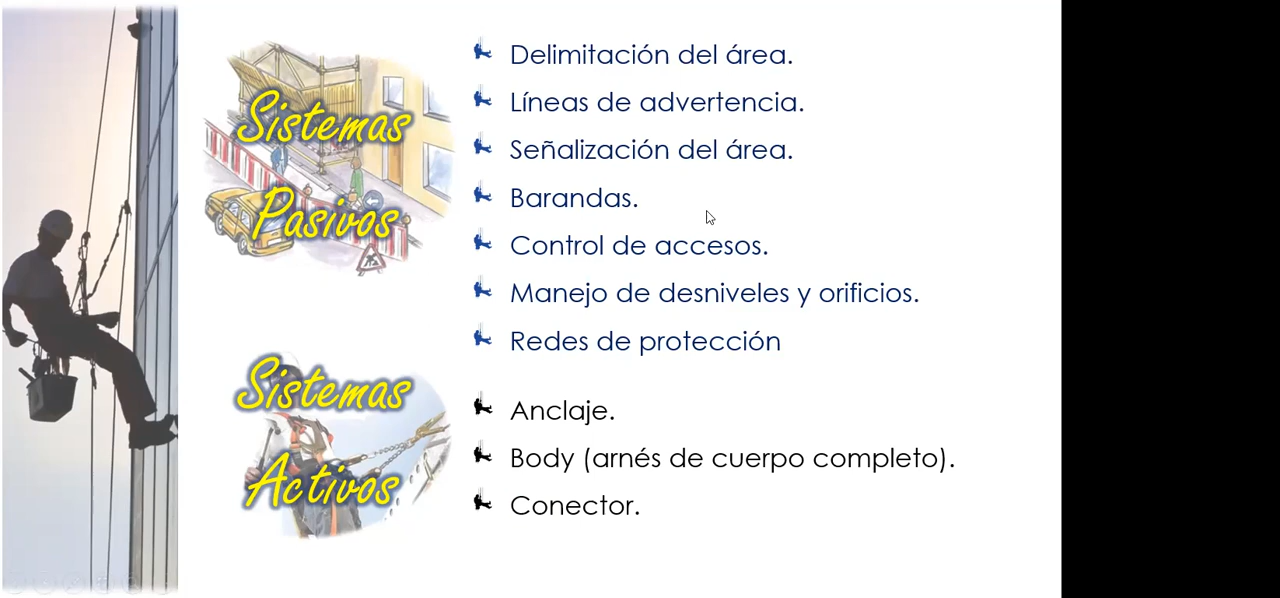 Sistemas
Pasivos
Delimitación del área.
Líneas de advertencia.
Señalización del área.
Barandas.
Control de accesos.
Manejo de desniveles y orificios.
Redes de protección
Sistemas
Activos
Anclaje.
Body (arnés de cuerpo completo).
Conector.